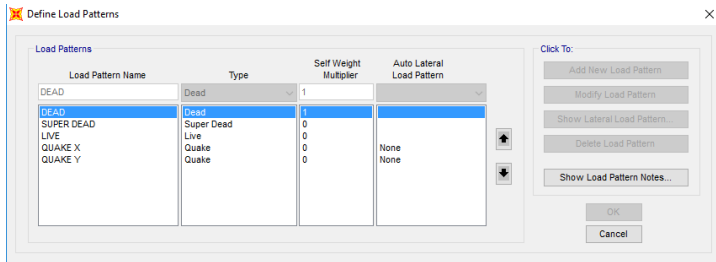 Define Load Patterns
Load Patterns
Click To:
Load Pattern Name Type Self Weight Multiplier Auto Lateral Load Pattern
DEAD Dead 1
DEAD Dead 1
SUPER DEAD Super Dead 0
LIVE Live 0
QUAKE X Quake 0 None
QUAKE Y Quake 0 None
Add New Load Pattern
Modify Load Pattern
Show Lateral Load Pattern...
Delete Load Pattern
Show Load Pattern Notes...
OK
Cancel